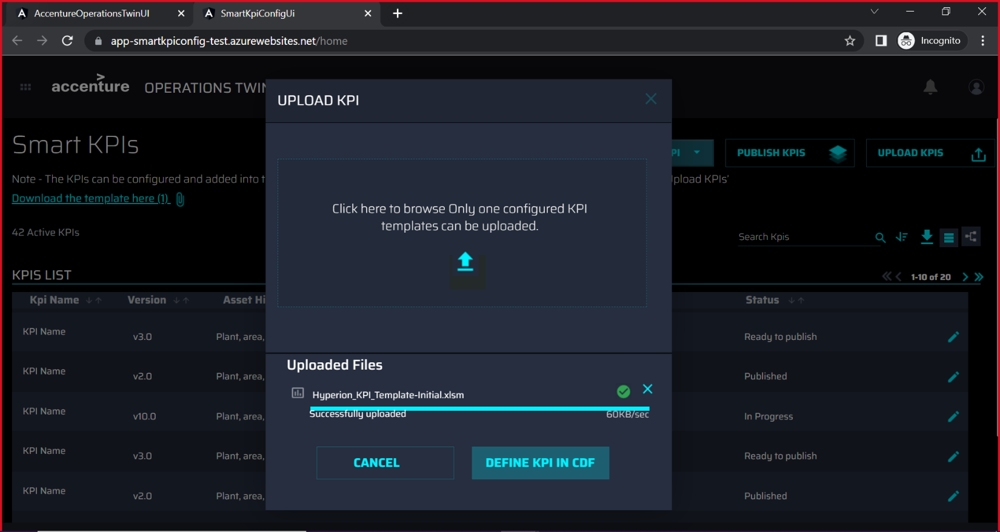 AccentureOperationsTwinUI
SmartKpiConfigUi
app-smartkpiconfig-test.azurewebsites.net/home
Incognito
accenture
OPERATIONS TWIN
UPLOAD KPI
Smart KPIs
PI
PUBLISH KPIS
UPLOAD KPIS
Note - The KPIs can be configured and added into t
pload KPIs'
Download the template here (1)
Click here to browse Only one configured KPI
templates can be uploaded.
42 Active KPIs
Search Kpis
KPIS LIST
1-10 of 20
Kpi Name Version Asset Hi Status
KPI Name v3.0 Plant, area, Ready to publish
KPI Name v2.0 Plant, area, Published
KPI Name v10.0 Plant, area, In Progress
KPI Name v3.0 Plant, area, Ready to publish
KPI Name v2.0 Plant, area, Published
Uploaded Files
Hyperion_KPI_Template-Initial.xlsm
Successfully uploaded 60KB/sec
CANCEL
DEFINE KPI IN CDF